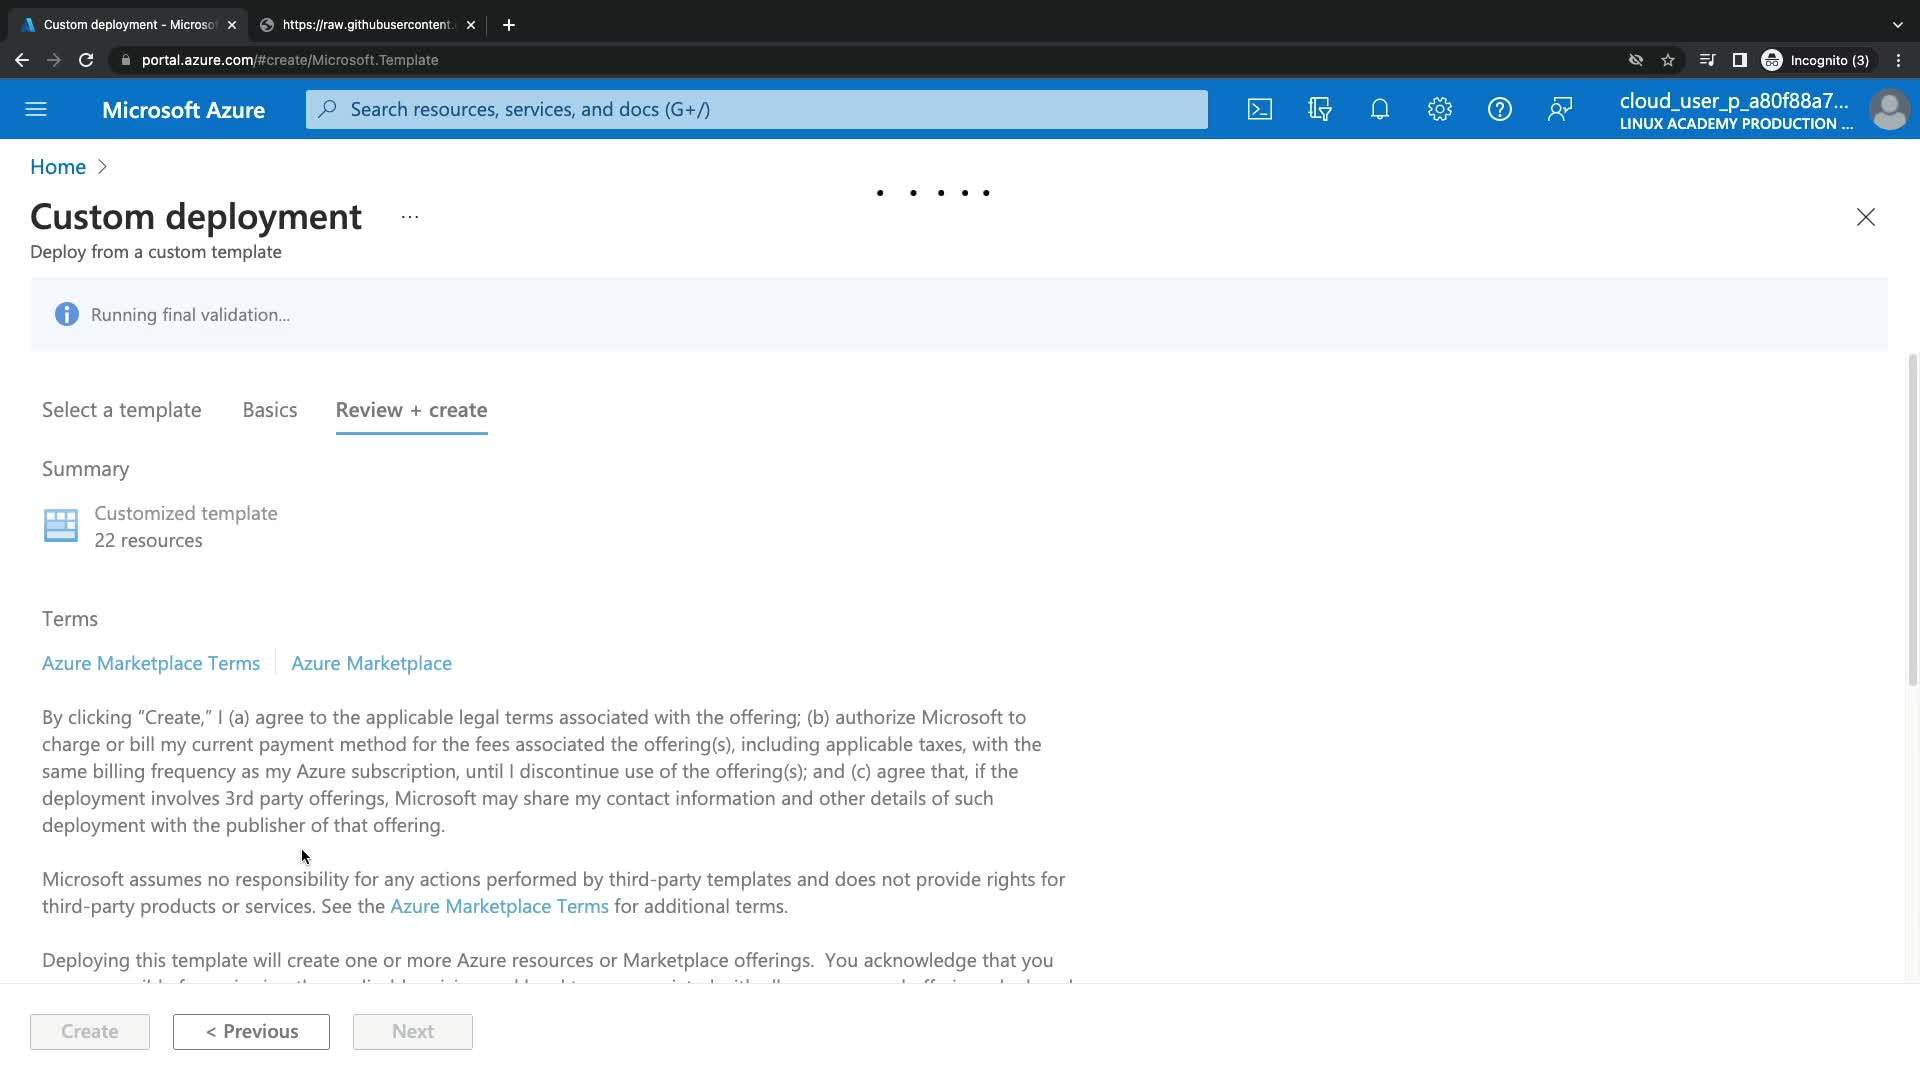 Custom deployment - Microsof
https://raw.githubusercontent.
portal.azure.com/#create/Microsoft.Template
Incognito (3)
Microsoft Azure
Search resources, services, and docs (G+/)
cloud_user_p_a80f88a7...
LINUX ACADEMY PRODUCTION ...
Home
Custom deployment ...
Deploy from a custom template
Running final validation...
Select a template Basics Review + create
Summary
Customized template
22 resources
Terms
Azure Marketplace Terms Azure Marketplace
By clicking “Create,” I (a) agree to the applicable legal terms associated with the offering; (b) authorize Microsoft to
charge or bill my current payment method for the fees associated the offering(s), including applicable taxes, with the
same billing frequency as my Azure subscription, until I discontinue use of the offering(s); and (c) agree that, if the
deployment involves 3rd party offerings, Microsoft may share my contact information and other details of such
deployment with the publisher of that offering.
Microsoft assumes no responsibility for any actions performed by third-party templates and does not provide rights for
third-party products or services. See the Azure Marketplace Terms for additional terms.
Deploying this template will create one or more Azure resources or Marketplace offerings. You acknowledge that you
Create
< Previous
Next